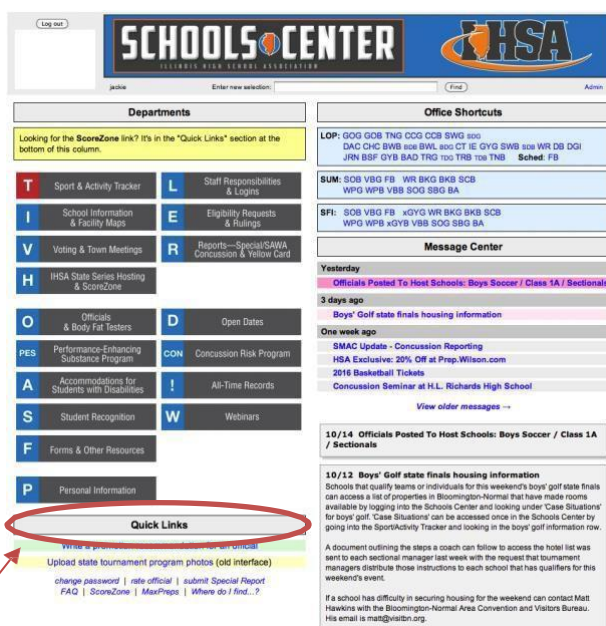 Log out
SCHOOLS CENTER
ILLINOIS HIGH SCHOOL ASSOCIATION
IHSA
jackie
Enter new selection:
Find
Admin
Departments
Looking for the ScoreZone link? It's in the "Quick Links" section at the
bottom of this column.
T Sport & Activity Tracker
L Staff Responsibilities
& Logins
I School Information
& Facility Maps
E Eligibility Requests
& Rulings
V Voting & Town Meetings
R Reports—Special/SAWA
Concussion & Yellow Card
H IHSA State Series Hosting
& ScoreZone
O Officials
& Body Fat Testers
D Open Dates
PES Performance-Enhancing
Substance Program
CON Concussion Risk Program
A Accommodations for
Students with Disabilities
! All-Time Records
S Student Recognition
W Webinars
F Forms & Other Resources
P Personal Information
Quick Links
Write a
an official
Upload state tournament program photos (old interface)
change password | rate official | submit Special Report
FAQ | ScoreZone | MaxPreps | Where do I find...?
Office Shortcuts
LOP: GOG GOB TNG CCG CCB SWG SDG
DAC CHC BWB BDB BWL BDG CT IE GYG SWB SDB WR DB DGI
JRN BSF GYB BAD TRG TDG TRB TDB TNB Sched: FB
SUM: SOB VBG FB WR BKG BKB SCB
WPG WPB VBB SOG SBG BA
SFI: SOB VBG FB xGYG WR BKG BKB SCB
WPG WPB xGYB VBB SOG SBG BA
Message Center
Yesterday
Officials Posted To Host Schools: Boys Soccer / Class 1A / Sectionals
3 days ago
Boys' Golf state finals housing information
One week ago
SMAC Update - Concussion Reporting
HSA Exclusive: 20% Off at Prep.Wilson.com
2016 Basketball Tickets
Concussion Seminar at H.L. Richards High School
View older messages →
10/14 Officials Posted To Host Schools: Boys Soccer / Class 1A
/ Sectionals
10/12 Boys' Golf state finals housing information
Schools that qualify teams or individuals for this weekend's boys' golf state finals
can access a list of properties in Bloomington-Normal that have made rooms
available by logging into the Schools Center and looking under 'Case Situations'
for boys' golf. 'Case Situations' can be accessed once in the Schools Center by
going into the Sport/Activity Tracker and looking in the boys' golf information row.
A document outlining the steps a coach can follow to access the hotel list was
sent to each sectional manager last week with the request that tournament
managers distribute those instructions to each school that has qualifiers for this
weekend's event.
If a school has difficulty in securing housing for the weekend can contact Matt
Hawkins with the Bloomington-Normal Area Convention and Visitors Bureau.
His email is matt@visitbn.org.